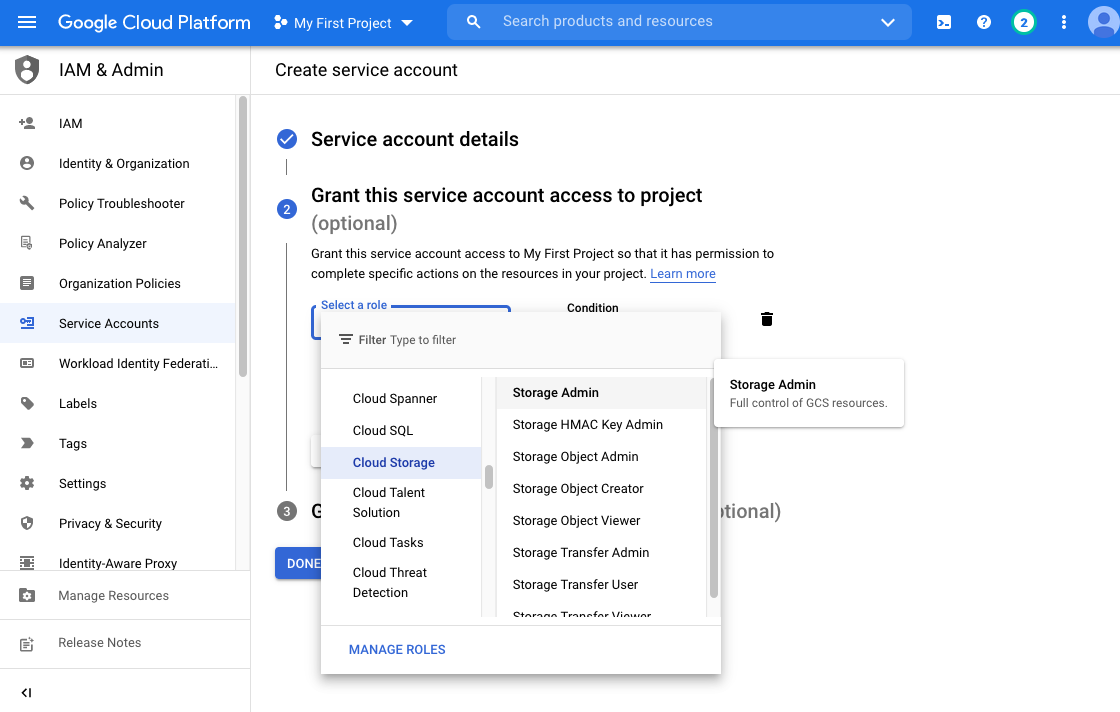 Google Cloud Platform
My First Project
Search products and resources
2
IAM & Admin
Create service account
IAM
Identity & Organization
Policy Troubleshooter
Policy Analyzer
Organization Policies
Service Accounts
Workload Identity Federati...
Labels
Tags
Settings
Privacy & Security
Identity-Aware Proxy
Manage Resources
Release Notes
Service account details
2
Grant this service account access to project
(optional)
Grant this service account access to My First Project so that it has permission to
complete specific actions on the resources in your project. Learn more
Select a role
Condition
Filter Type to filter
Cloud Spanner
Cloud SQL
Cloud Storage
Cloud Talent
Solution
Cloud Tasks
Cloud Threat
Detection
Storage Admin
Storage HMAC Key Admin
Storage Object Admin
Storage Object Creator
Storage Object Viewer
Storage Transfer Admin
Storage Transfer User
Storage Transfer Viewer
MANAGE ROLES
Storage Admin
Full control of GCS resources.
3
G
ptional)
DONE